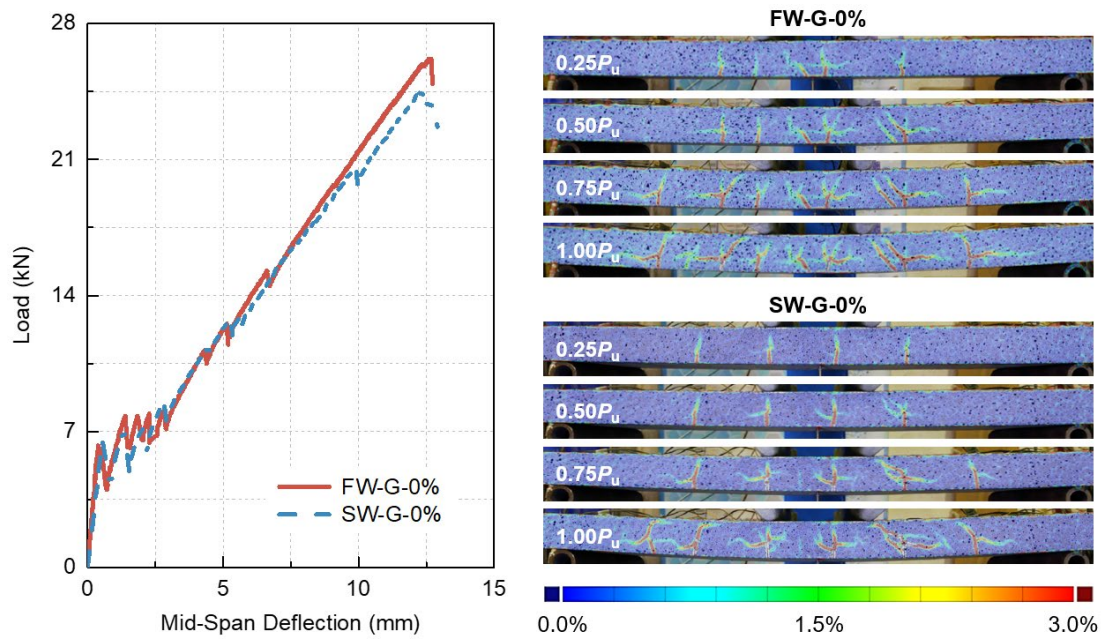 28
21
14
7
0
Load (kN)
0
5
10
15
Mid-Span Deflection (mm)
FW-G-0%
SW-G-0%
FW-G-0%
0.25Pu
0.50Pu
0.75Pu
1.00Pu
SW-G-0%
0.25Pu
0.50Pu
0.75Pu
1.00Pu
0.0%
1.5%
3.0%